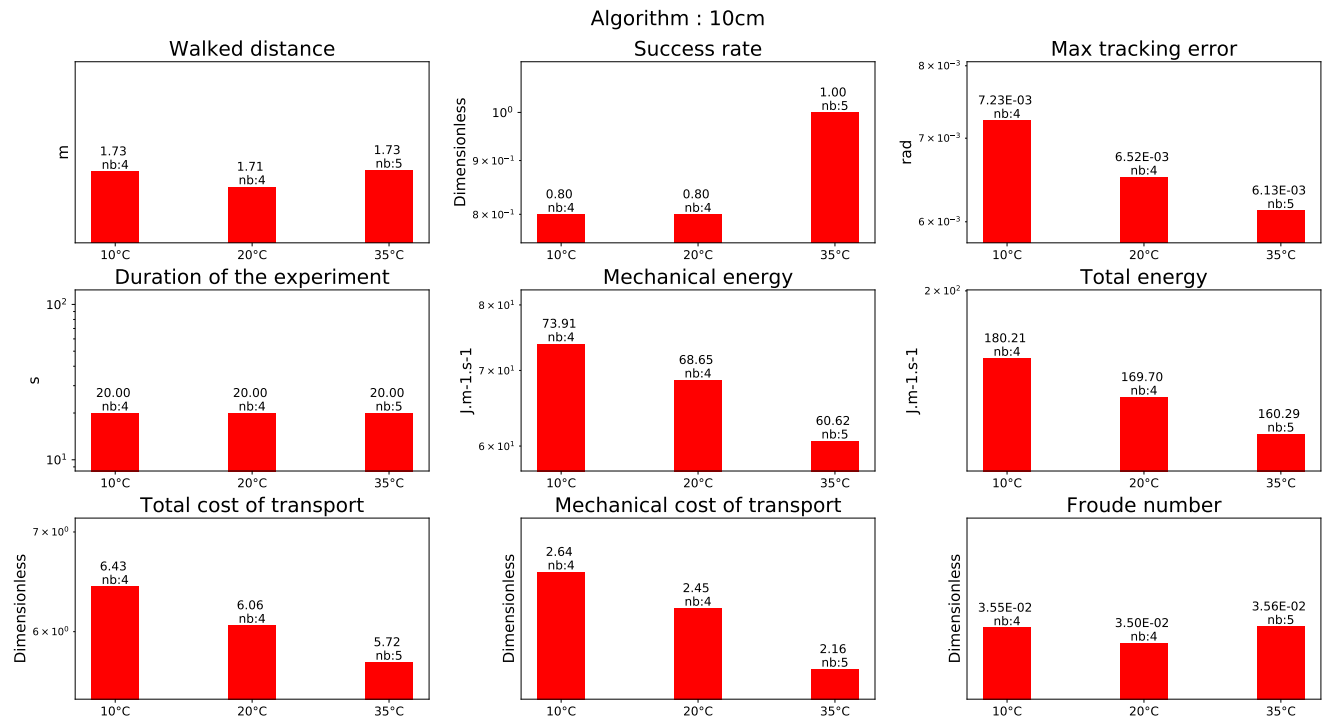 Algorithm : 10cm
Walked distance
m
1.73
nb:4
1.71
nb:4
1.73
nb:5
10°C
20°C
35°C
Success rate
Dimensionless
10⁰
9 × 10⁻¹
8 × 10⁻¹
0.80
nb:4
0.80
nb:4
1.00
nb:5
10°C
20°C
35°C
Max tracking error
rad
8 × 10⁻³
7 × 10⁻³
6 × 10⁻³
7.23E-03
nb:4
6.52E-03
nb:4
6.13E-03
nb:5
10°C
20°C
35°C
Duration of the experiment
s
10²
10¹
20.00
nb:4
20.00
nb:4
20.00
nb:5
10°C
20°C
35°C
Mechanical energy
J.m-1.s-1
8 × 10¹
7 × 10¹
6 × 10¹
73.91
nb:4
68.65
nb:4
60.62
nb:5
10°C
20°C
35°C
Total energy
J.m-1.s-1
2 × 10²
180.21
nb:4
169.70
nb:4
160.29
nb:5
10°C
20°C
35°C
Total cost of transport
Dimensionless
7 × 10⁰
6 × 10⁰
6.43
nb:4
6.06
nb:4
5.72
nb:5
10°C
20°C
35°C
Mechanical cost of transport
Dimensionless
2.64
nb:4
2.45
nb:4
2.16
nb:5
10°C
20°C
35°C
Froude number
Dimensionless
3.55E-02
nb:4
3.50E-02
nb:4
3.56E-02
nb:5
10°C
20°C
35°C